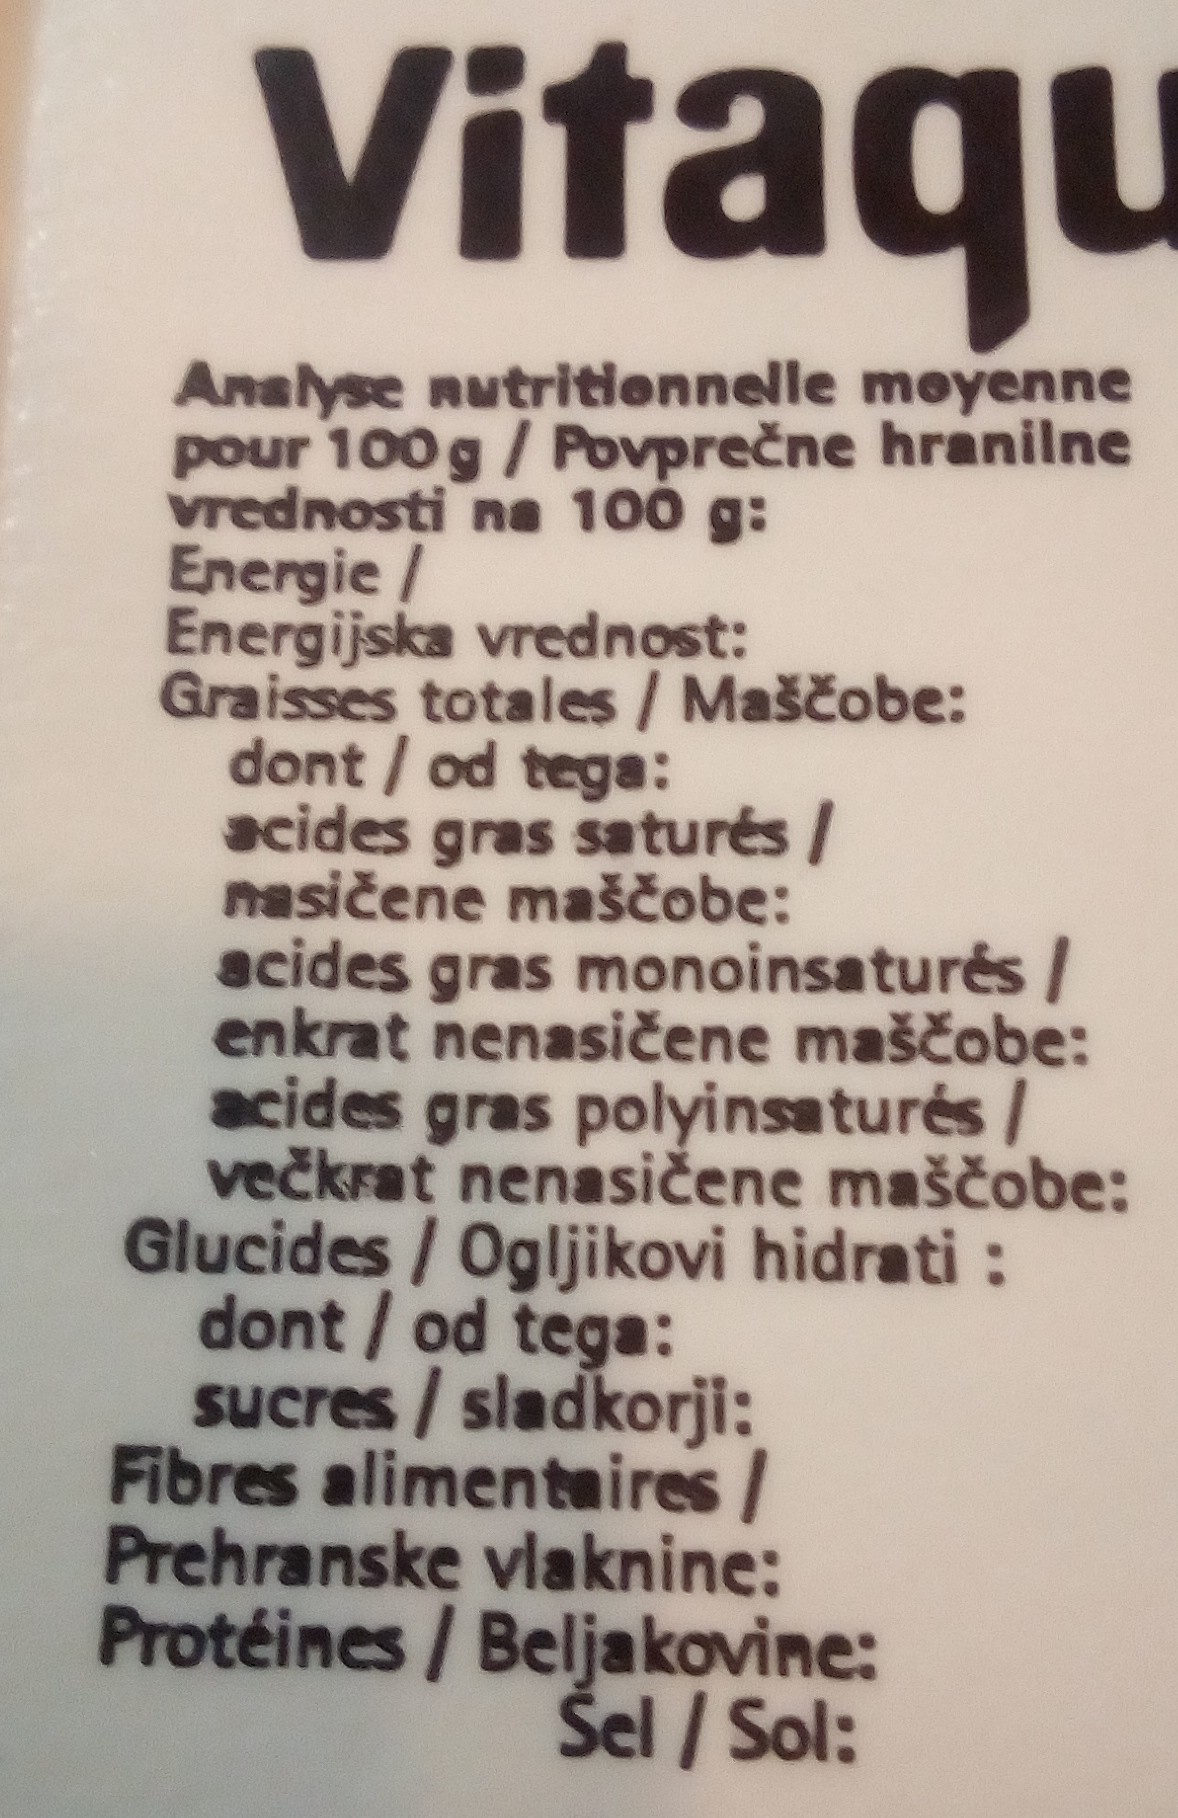 Vitaqu
Analyse nutritionnelle moyenne
pour 100 g / Povprečne hranilne
vrednosti na 100 g:
Energie /
Energijska vrednost:
Graisses totales / Maščobe:
dont / od tega:
acides gras saturés /
nasičene maščobe:
acides gras monoinsaturés /
enkrat nenasičene maščobe:
acides gras polyinsaturés /
večkrat nenasičene maščobe:
Glucides / Ogljikovi hidrati :
dont / od tega:
sucres / sladkorji:
Fibres alimentaires /
Prehranske vlaknine:
Protéines / Beljakovine:
Sel / Sol: